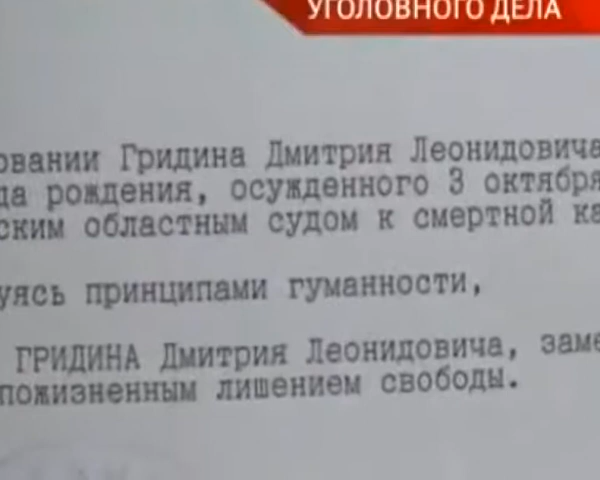 УГОЛОВНОГО ДЕЛА
овании Гридина Дмитрия Леонидовича
да рождения, осужденного 3 октября
ским областным судом к смертной ка
уясь принципами гуманности,
ГРИДИНА Дмитрия Леонидовича, заме
пожизненным лишением свободы.